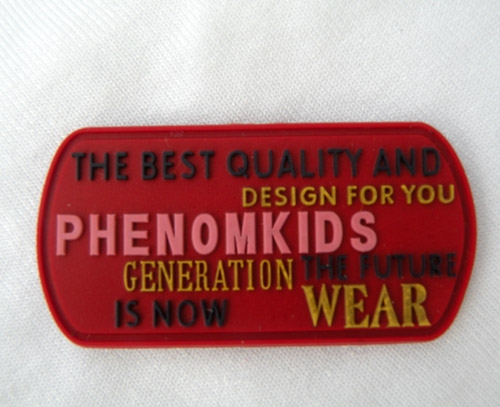 THE BEST QUALITY AND
DESIGN FOR YOU
PHENOMKIDS
GENERATION THE FUTURE
IS NOW WEAR